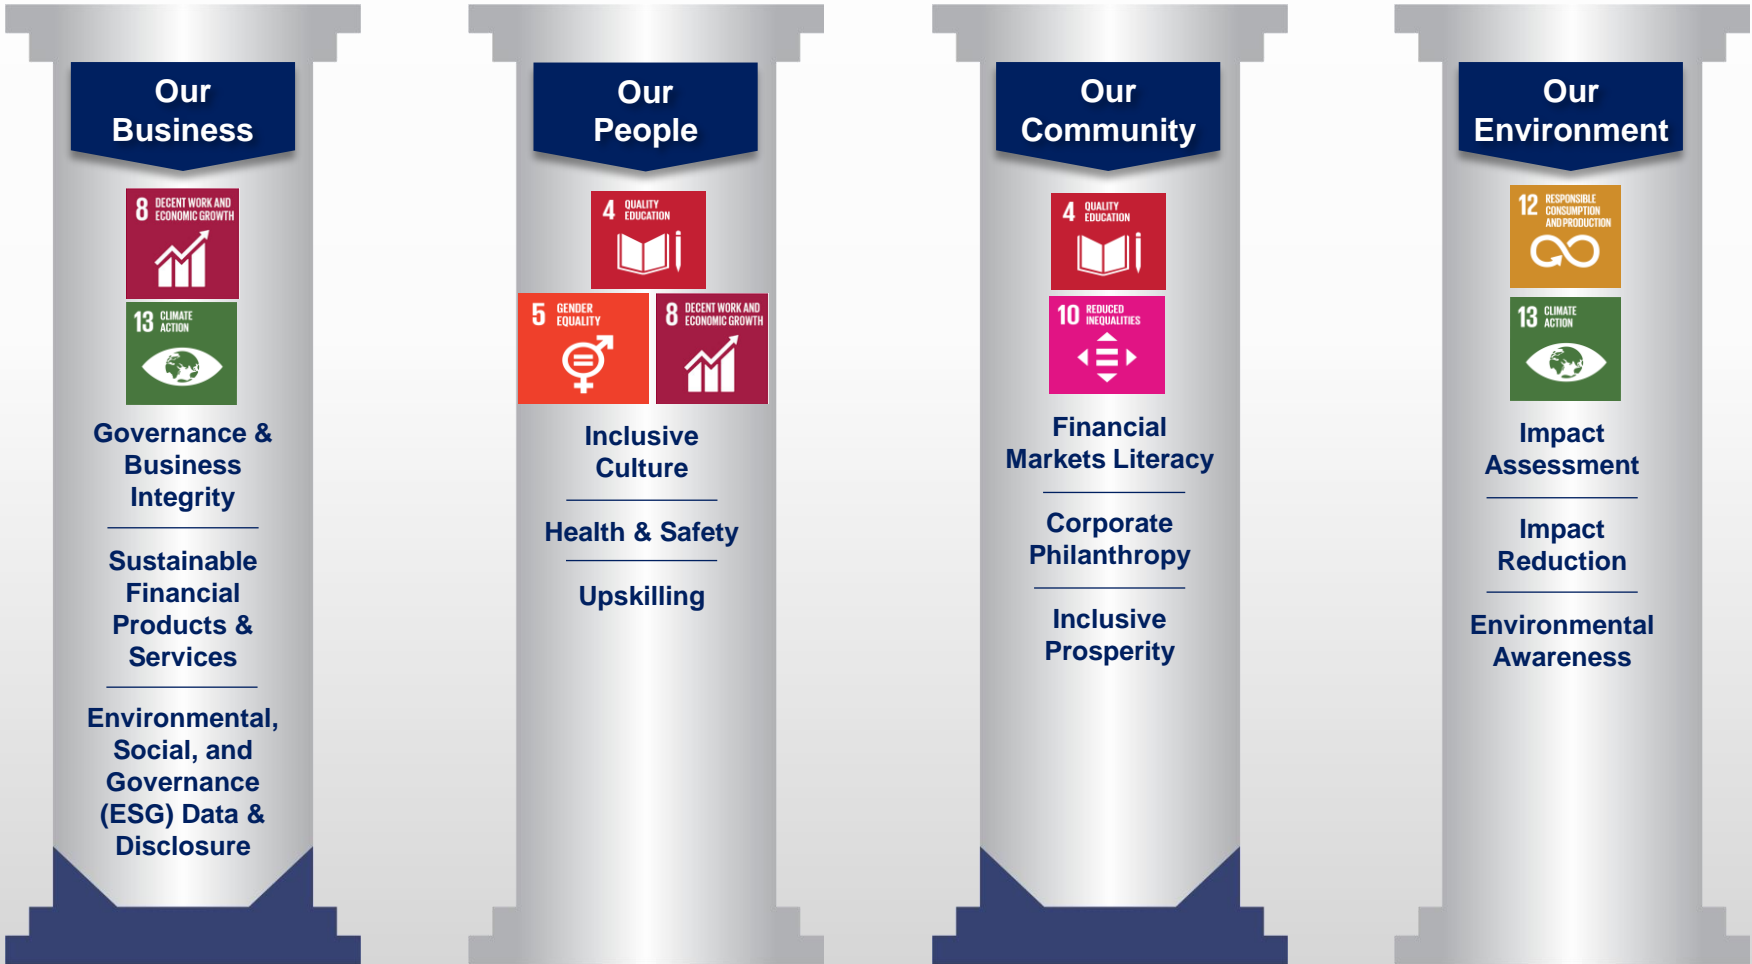 Our
Business
8 DECENT WORK AND
ECONOMIC GROWTH
13 CLIMATE
ACTION
Governance &
Business
Integrity
Sustainable
Financial
Products &
Services
Environmental,
Social, and
Governance
(ESG) Data &
Disclosure
Our
People
4 QUALITY
EDUCATION
5 GENDER
EQUALITY
8 DECENT WORK AND
ECONOMIC GROWTH
Inclusive
Culture
Health & Safety
Upskilling
Our
Community
4 QUALITY
EDUCATION
10 REDUCED
INEQUALITIES
Financial
Markets Literacy
Corporate
Philanthropy
Inclusive
Prosperity
Our
Environment
12 RESPONSIBLE
CONSUMPTION
AND PRODUCTION
13 CLIMATE
ACTION
Impact
Assessment
Impact
Reduction
Environmental
Awareness